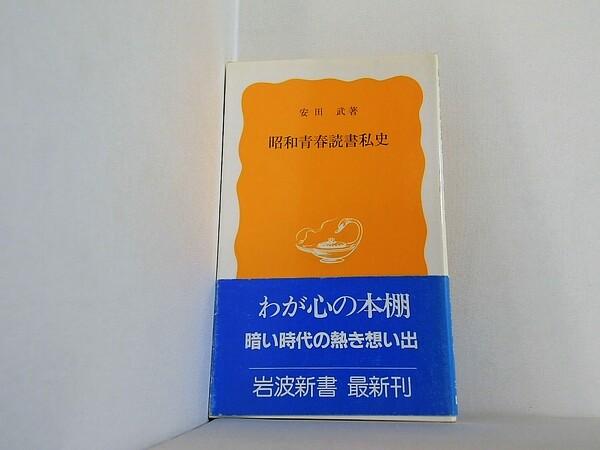 安田 武著
昭和青春読書私史
わが心の本棚
暗い時代の熱き想い出
岩波新書 最新刊